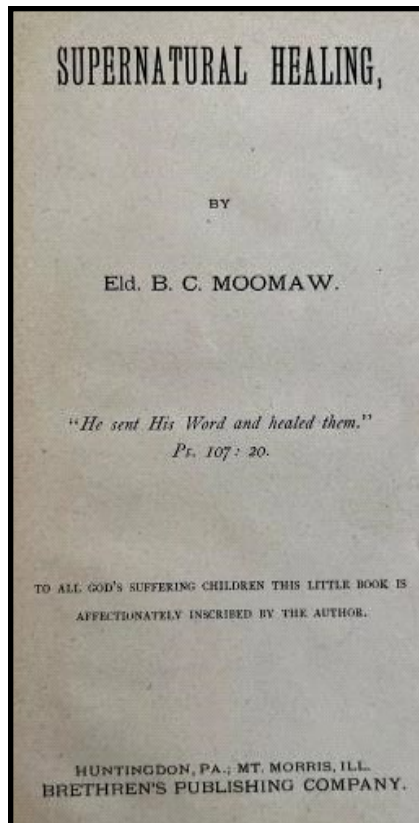 SUPERNATURAL HEALING,
BY
Eld. B. C. MOOMAW.
"He sent His Word and healed them."
Ps. 107: 20.
TO ALL GOD'S SUFFERING CHILDREN THIS LITTLE BOOK IS
AFFECTIONATELY INSCRIBED BY THE AUTHOR.
HUNTINGDON, PA.; MT. MORRIS, ILL.
BRETHREN'S PUBLISHING COMPANY.